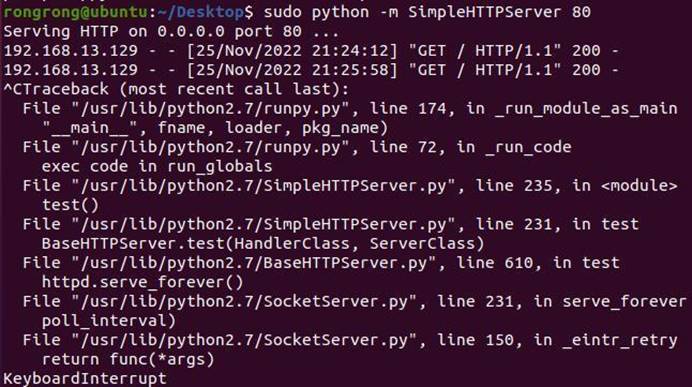 rongrong@ubuntu:~/Desktop$ sudo python -m SimpleHTTPServer 80
Serving HTTP on 0.0.0.0 port 80 ...
192.168.13.129 - - [25/Nov/2022 21:24:12] "GET / HTTP/1.1" 200 -
192.168.13.129 - - [25/Nov/2022 21:25:58] "GET / HTTP/1.1" 200 -
^CTraceback (most recent call last):
  File "/usr/lib/python2.7/runpy.py", line 174, in _run_module_as_main
    "__main__", fname, loader, pkg_name)
  File "/usr/lib/python2.7/runpy.py", line 72, in _run_code
    exec code in run_globals
  File "/usr/lib/python2.7/SimpleHTTPServer.py", line 235, in <module>
    test()
  File "/usr/lib/python2.7/SimpleHTTPServer.py", line 231, in test
    BaseHTTPServer.test(HandlerClass, ServerClass)
  File "/usr/lib/python2.7/BaseHTTPServer.py", line 610, in test
    httpd.serve_forever()
  File "/usr/lib/python2.7/SocketServer.py", line 231, in serve_forever
    poll_interval)
  File "/usr/lib/python2.7/SocketServer.py", line 150, in _eintr_retry
    return func(*args)
KeyboardInterrupt